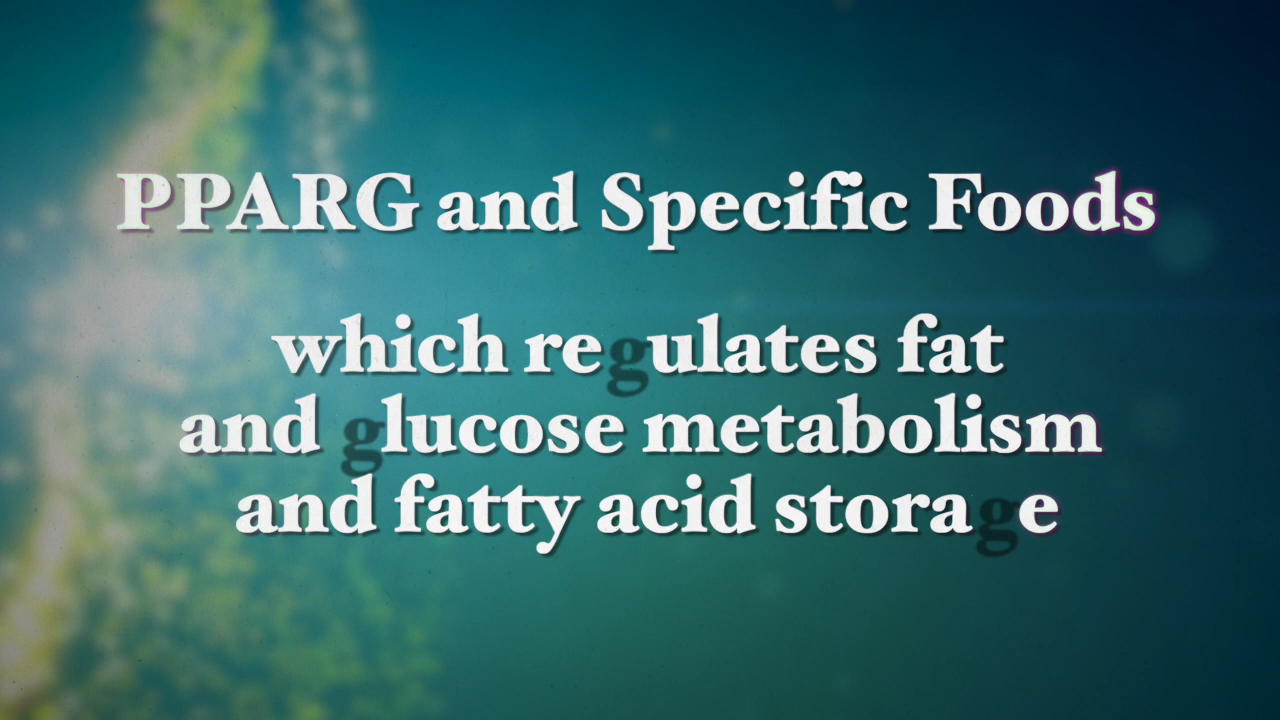 PPARG and Specific Foods
which regulates fat
and glucose metabolism
and fatty acid storage